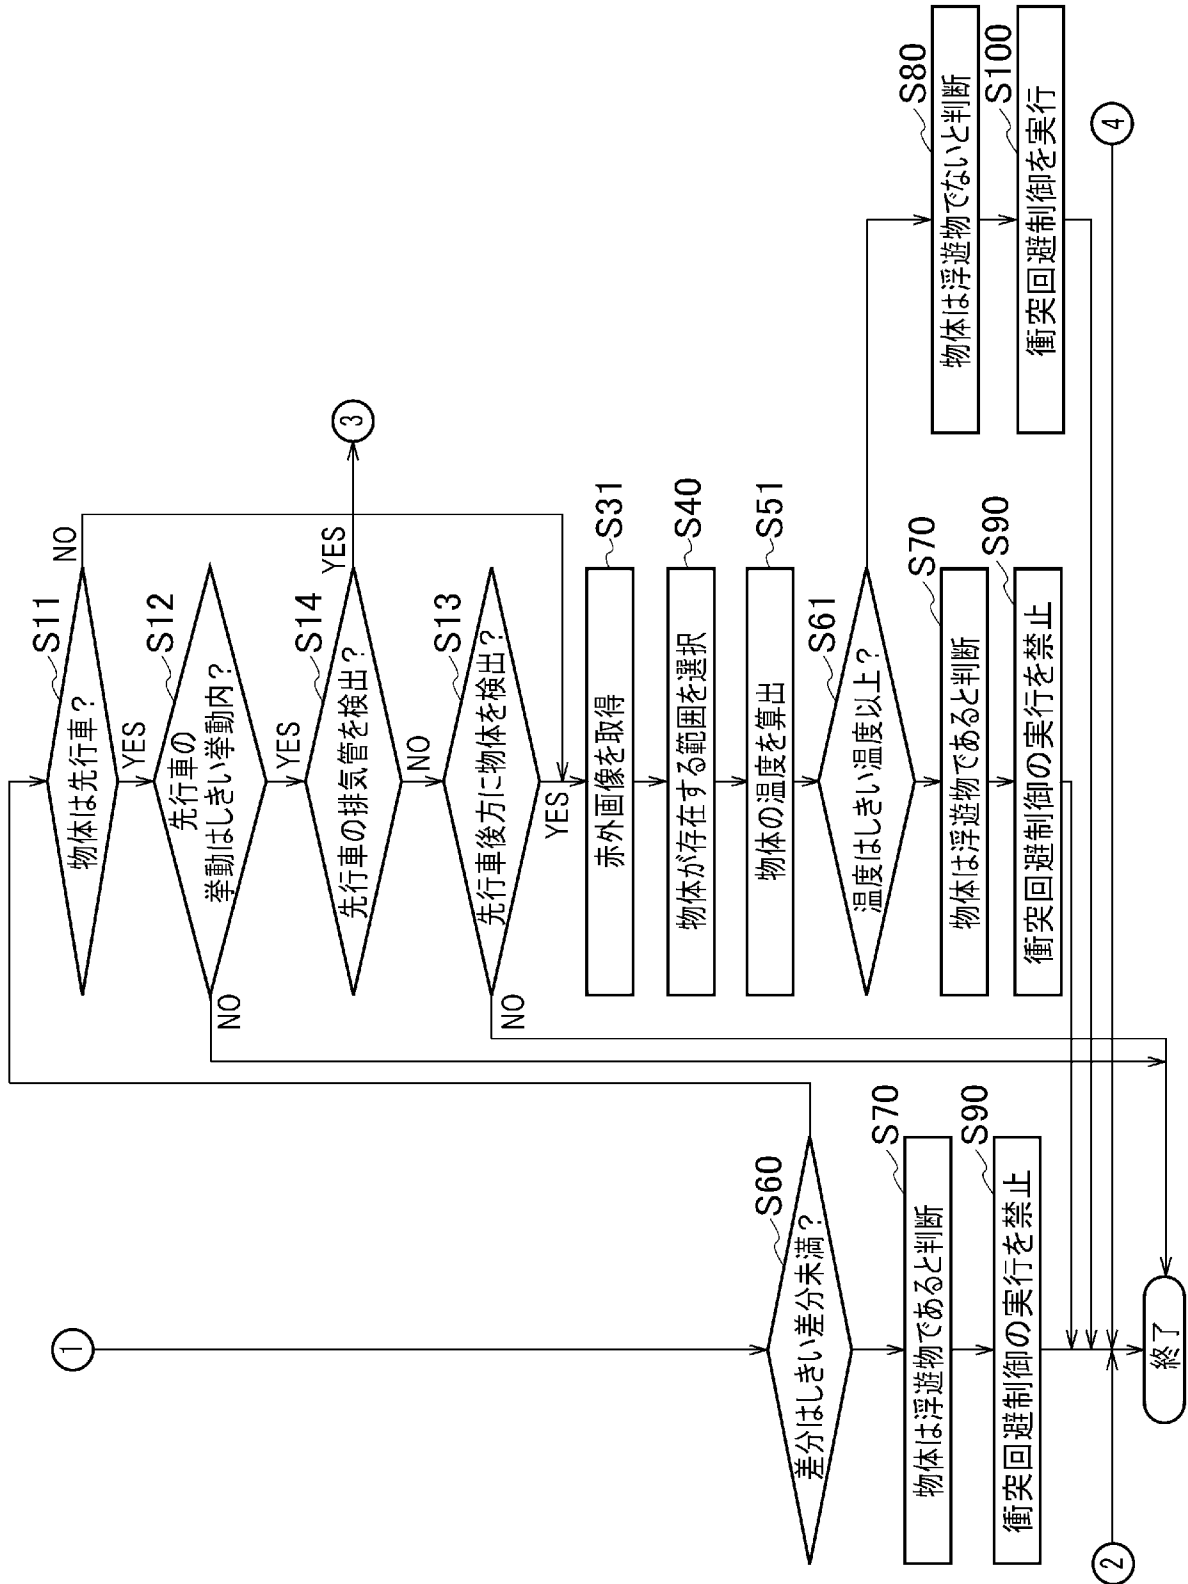 ①
S60
差分はしきい差分未満?
S70
物体は浮遊物であると判断
S90
衝突回避制御の実行を禁止
②
終了
S11
物体は先行車?
NO
YES
S12
先行車の
挙動はしきい挙動内?
NO
YES
S14
先行車の排気管を検出?
YES
③
NO
S13
先行車後方に物体を検出?
NO
YES
S31
赤外画像を取得
S40
物体が存在する範囲を選択
S51
物体の温度を算出
S61
温度はしきい温度以上?
S70
物体は浮遊物であると判断
S90
衝突回避制御の実行を禁止
S80
物体は浮遊物でないと判断
S100
衝突回避制御を実行
④